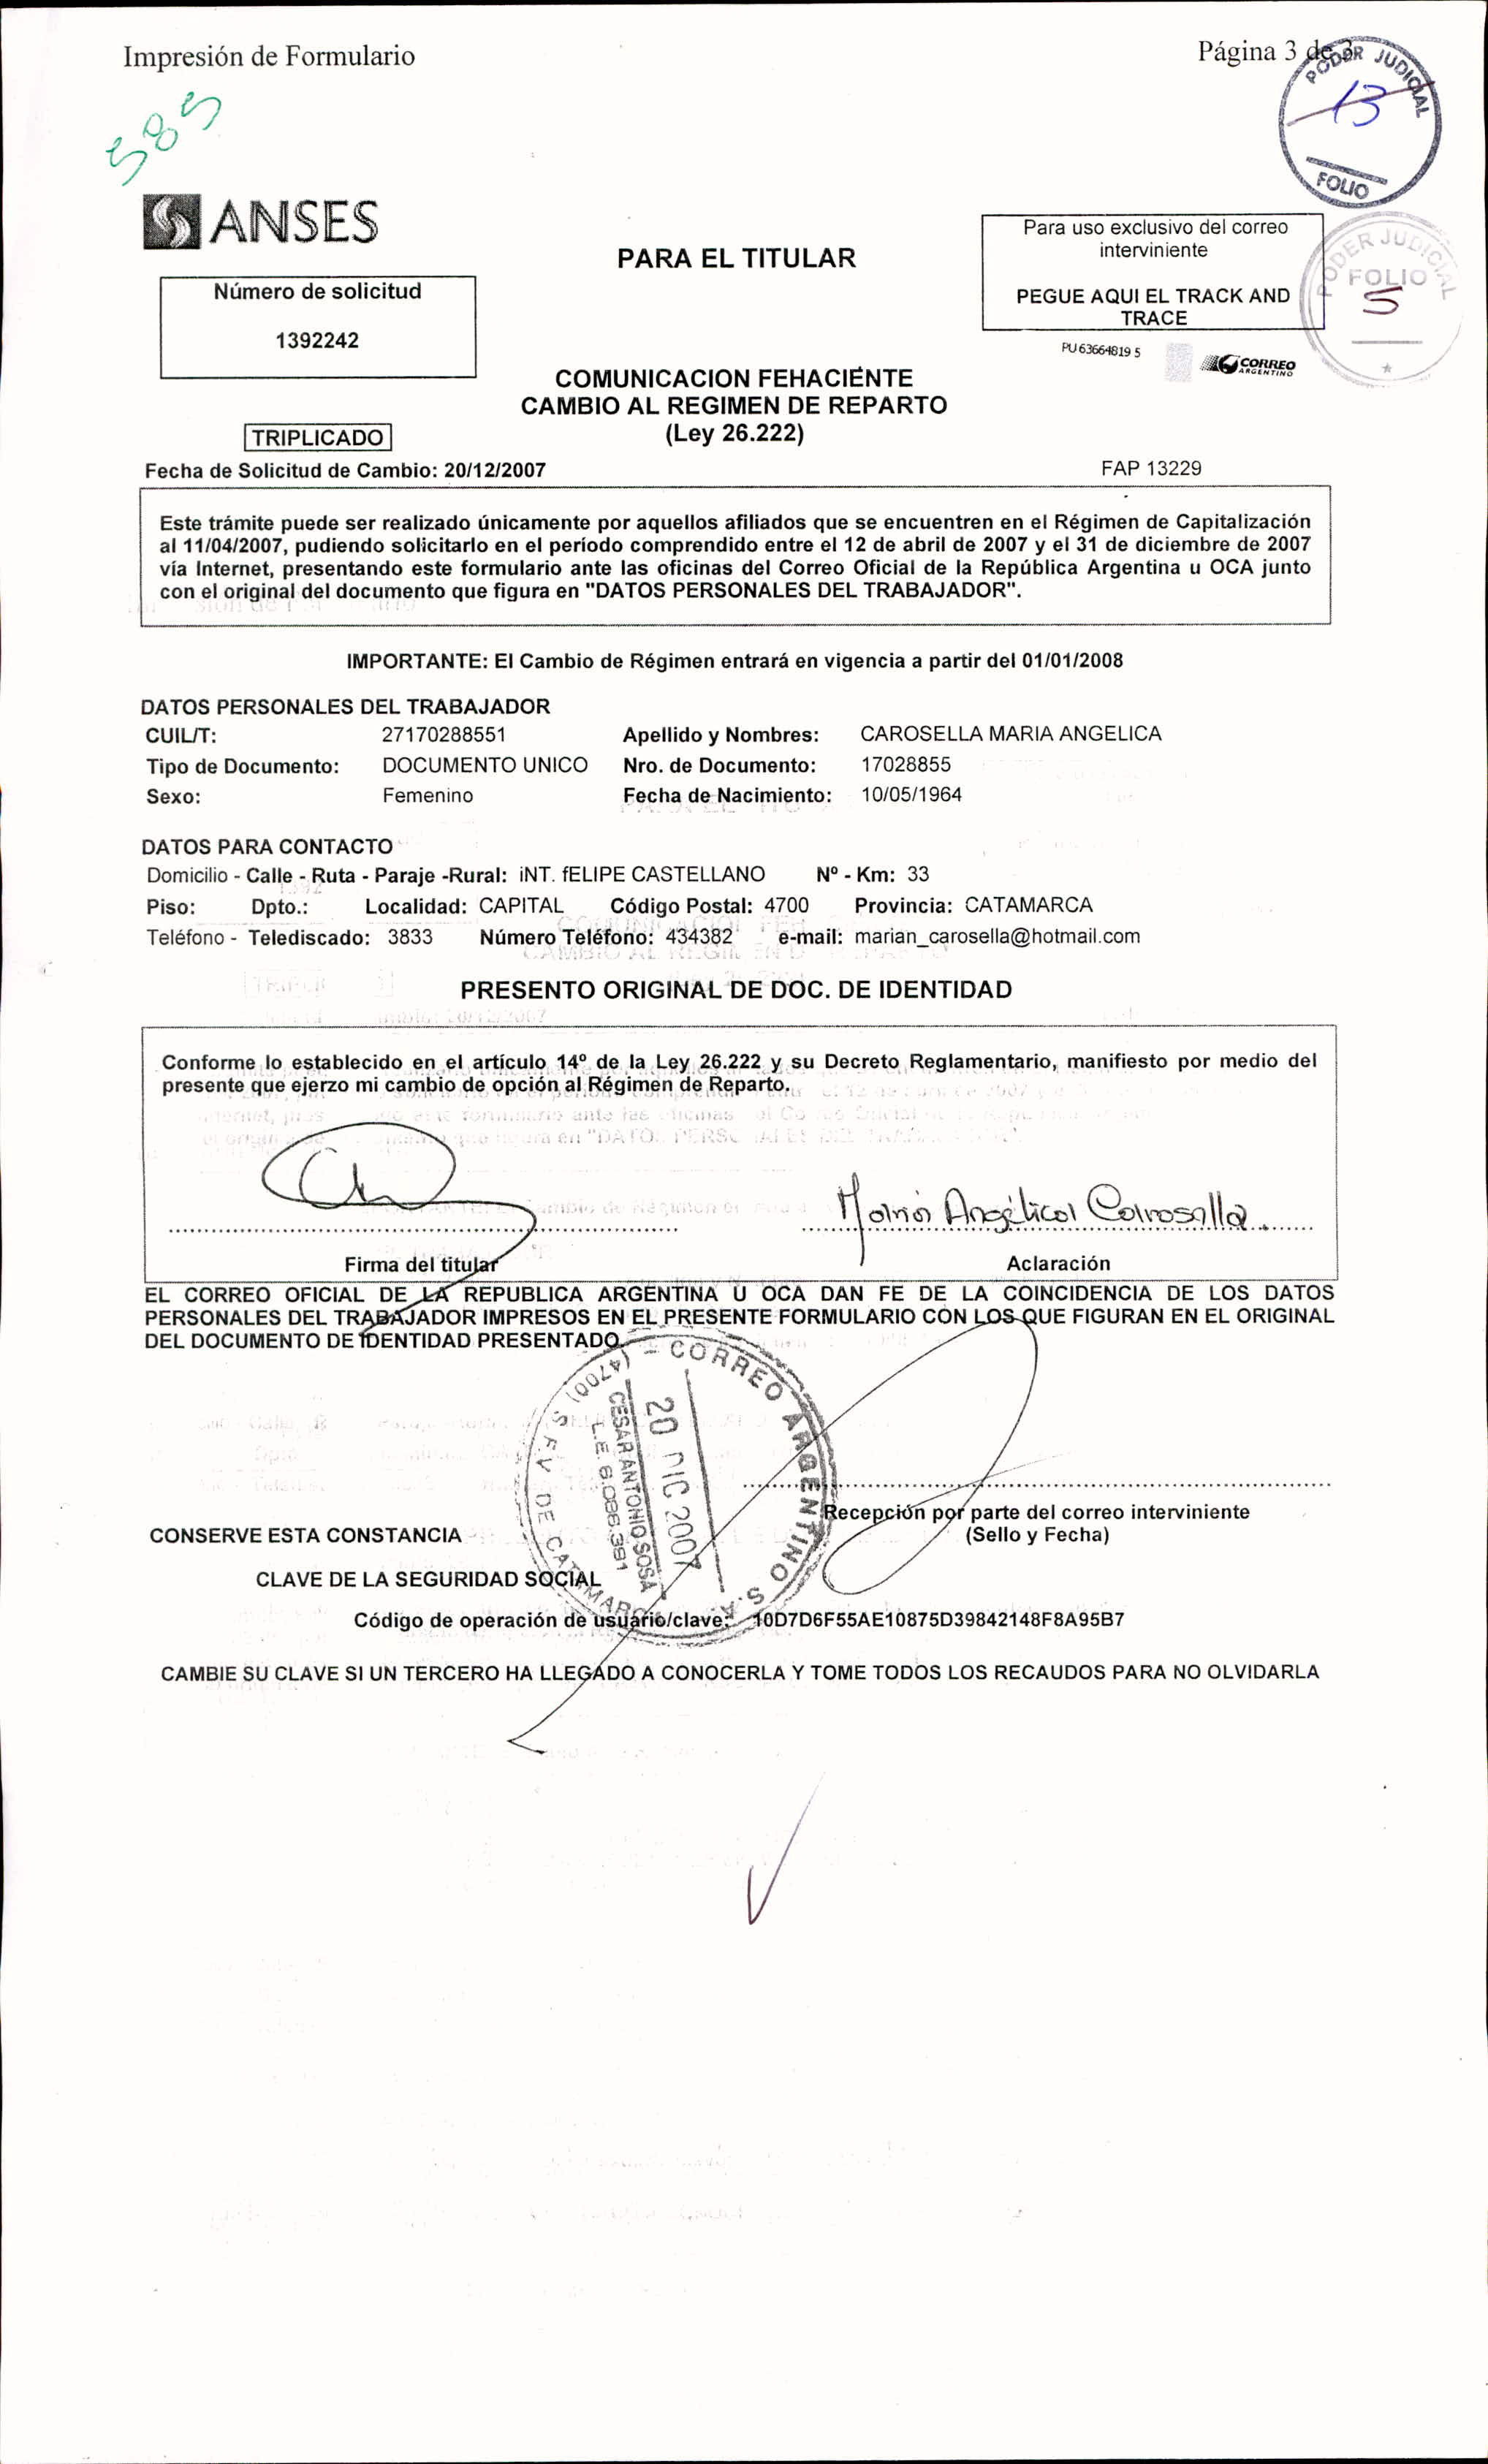 Impresión de Formulario
Página 3 de 3
PODER JUDICIAL
13
FOLIO
585
ANSES
PARA EL TITULAR
Para uso exclusivo del correo
interviniente
PEGUE AQUI EL TRACK AND
TRACE
PODER JUDICIAL
FOLIO
5
Número de solicitud
1392242
PU 63664819 5
CORREO
ARGENTINO
COMUNICACION FEHACIENTE
CAMBIO AL REGIMEN DE REPARTO
(Ley 26.222)
TRIPLICADO
Fecha de Solicitud de Cambio: 20/12/2007
FAP 13229
Este trámite puede ser realizado únicamente por aquellos afiliados que se encuentren en el Régimen de Capitalización
al 11/04/2007, pudiendo solicitarlo en el período comprendido entre el 12 de abril de 2007 y el 31 de diciembre de 2007
vía Internet, presentando este formulario ante las oficinas del Correo Oficial de la República Argentina u OCA junto
con el original del documento que figura en "DATOS PERSONALES DEL TRABAJADOR".
IMPORTANTE: El Cambio de Régimen entrará en vigencia a partir del 01/01/2008
DATOS PERSONALES DEL TRABAJADOR
CUIL/T: 27170288551 Apellido y Nombres: CAROSELLA MARIA ANGELICA
Tipo de Documento: DOCUMENTO UNICO Nro. de Documento: 17028855
Sexo: Femenino Fecha de Nacimiento: 10/05/1964
DATOS PARA CONTACTO
Domicilio - Calle - Ruta - Paraje -Rural: iNT. fELIPE CASTELLANO Nº - Km: 33
Piso: Dpto.: Localidad: CAPITAL Código Postal: 4700 Provincia: CATAMARCA
Teléfono - Telediscado: 3833 Número Teléfono: 434382 e-mail: marian_carosella@hotmail.com
PRESENTO ORIGINAL DE DOC. DE IDENTIDAD
Conforme lo establecido en el artículo 14º de la Ley 26.222 y su Decreto Reglamentario, manifiesto por medio del
presente que ejerzo mi cambio de opción al Régimen de Reparto.
María Angélica Carosella
Firma del titular
Aclaración
EL CORREO OFICIAL DE LA REPUBLICA ARGENTINA U OCA DAN FE DE LA COINCIDENCIA DE LOS DATOS
PERSONALES DEL TRABAJADOR IMPRESOS EN EL PRESENTE FORMULARIO CON LOS QUE FIGURAN EN EL ORIGINAL
DEL DOCUMENTO DE IDENTIDAD PRESENTADO
(4700) - CORREO ARGENTINO S.A.
S.F.V. DE CATAMARCA
20 DIC 2007
CESAR ANTONIO SOSA
L.E. 8.086.391
Recepción por parte del correo interviniente
(Sello y Fecha)
CONSERVE ESTA CONSTANCIA
CLAVE DE LA SEGURIDAD SOCIAL
Código de operación de usuario/clave: 10D7D6F55AE10875D39842148F8A95B7
CAMBIE SU CLAVE SI UN TERCERO HA LLEGADO A CONOCERLA Y TOME TODOS LOS RECAUDOS PARA NO OLVIDARLA